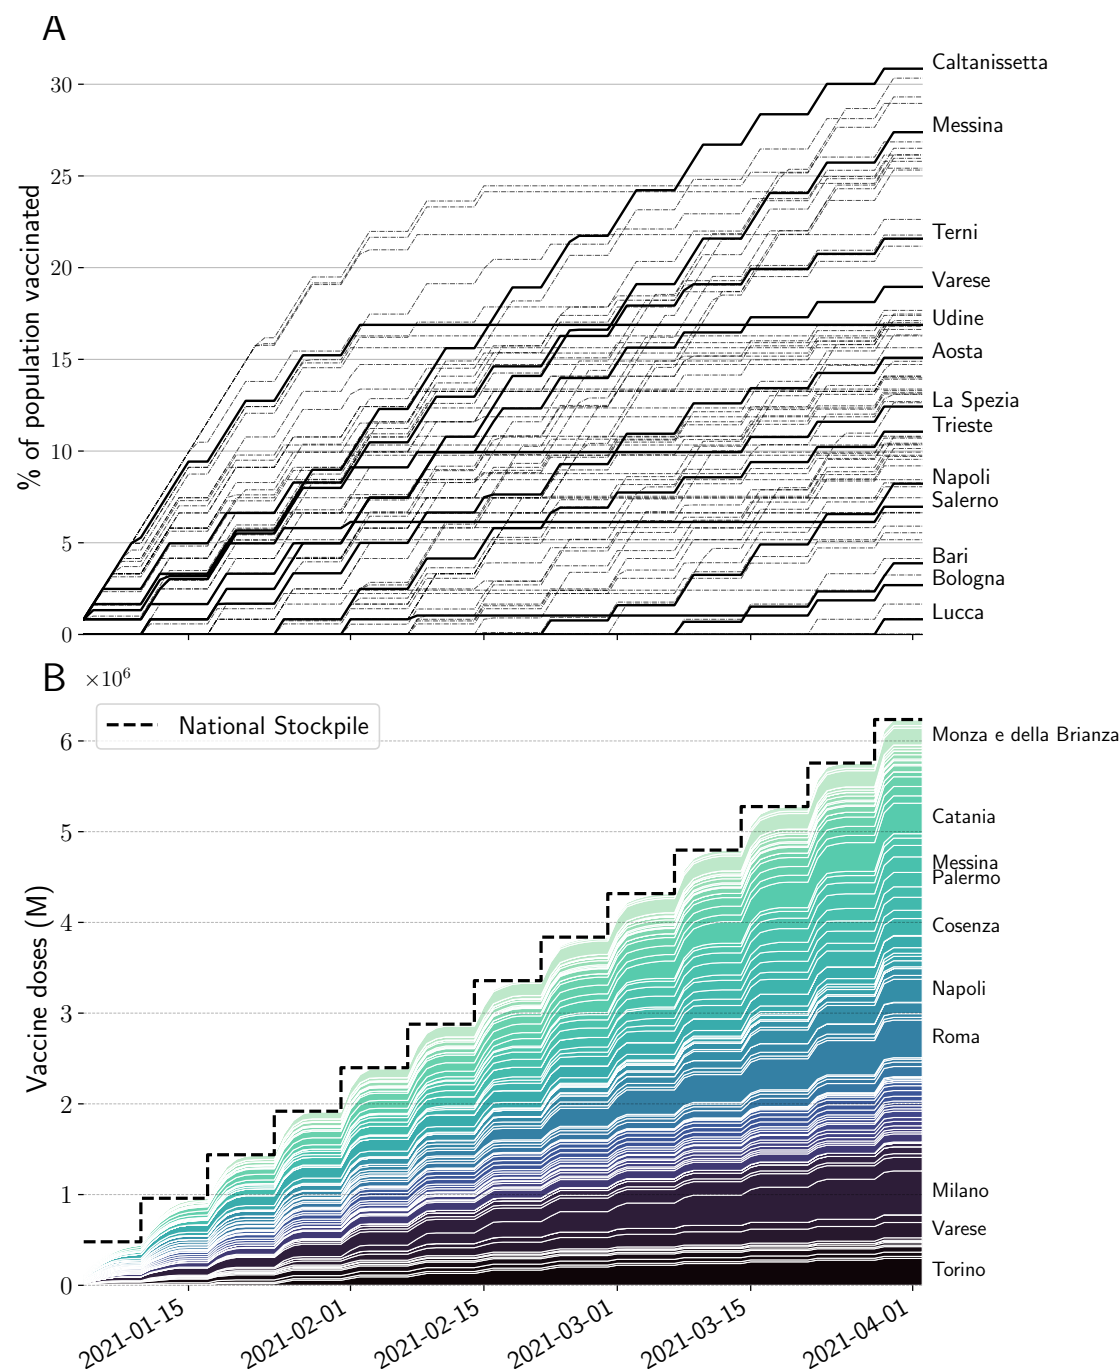 A
% of population vaccinated
30
25
20
15
10
5
0
Caltanissetta
Messina
Terni
Varese
Udine
Aosta
La Spezia
Trieste
Napoli
Salerno
Bari
Bologna
Lucca
B
×10⁶
National Stockpile
Vaccine doses (M)
6
5
4
3
2
1
0
Monza e della Brianza
Catania
Messina
Palermo
Cosenza
Napoli
Roma
Milano
Varese
Torino
2021-01-15
2021-02-01
2021-02-15
2021-03-01
2021-03-15
2021-04-01